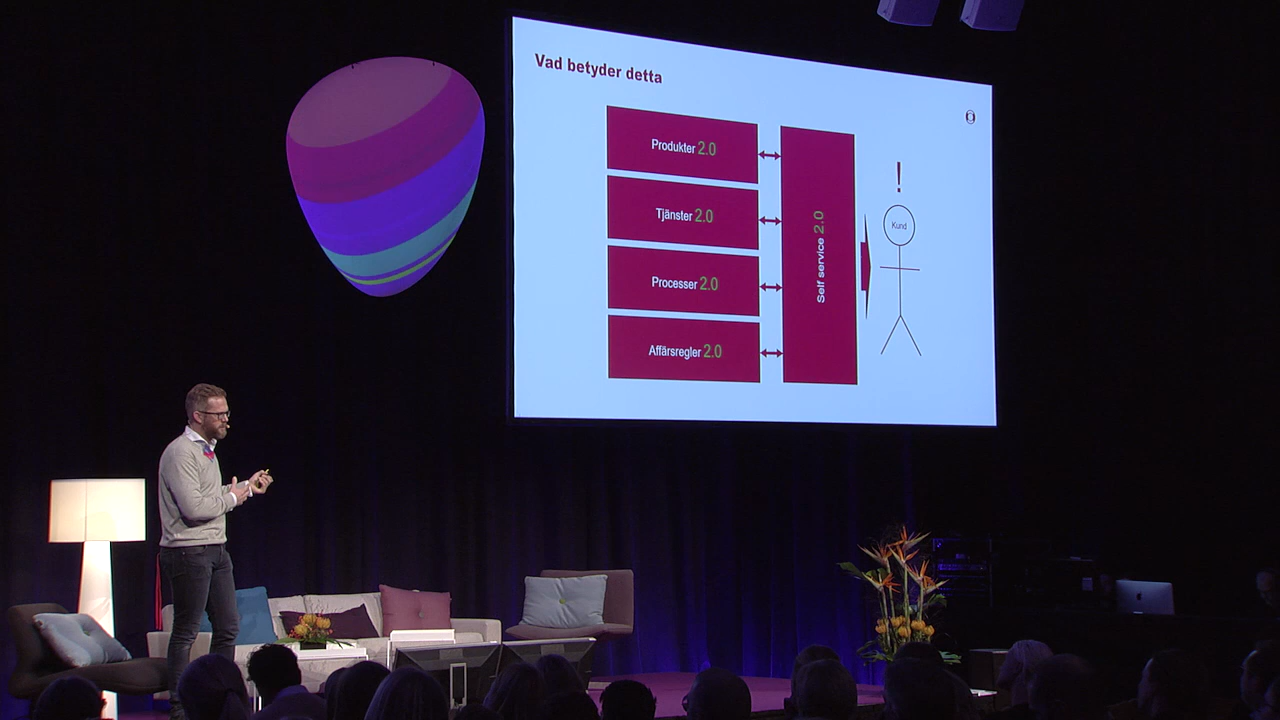 Vad betyder detta
Produkter 2.0
Tjänster 2.0
Processer 2.0
Affärsregler 2.0
Self service 2.0
!
Kund